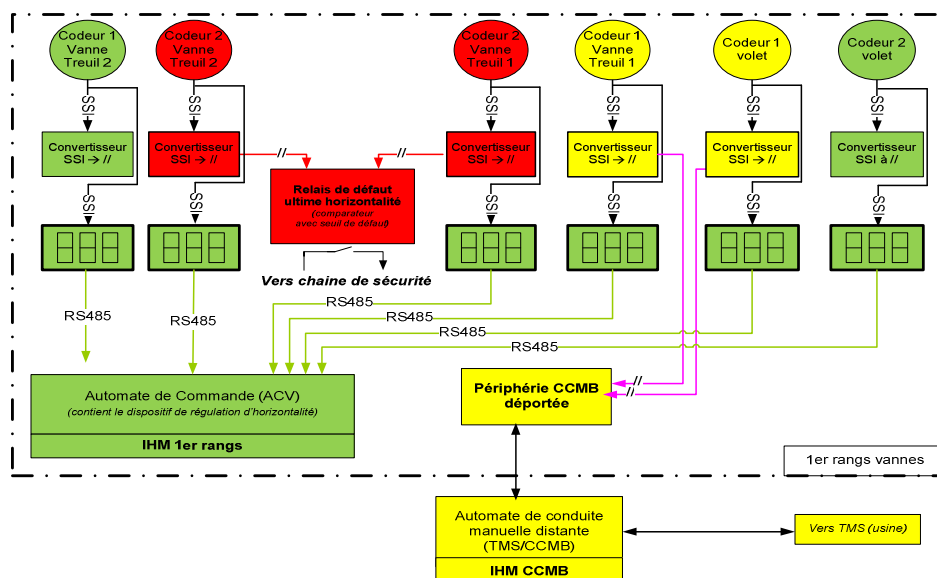 Codeur 1
Vanne
Treuil 2
Codeur 2
Vanne
Treuil 2
Codeur 2
Vanne
Treuil 1
Codeur 1
Vanne
Treuil 1
Codeur 1
volet
Codeur 2
volet
SSI
SSI
SSI
SSI
SSI
SSI
Convertisseur
SSI → //
Convertisseur
SSI → //
Convertisseur
SSI → //
Convertisseur
SSI → //
Convertisseur
SSI → //
Convertisseur
SSI à //
//
//
//
//
Relais de défaut
ultime horizontalité
(comparateur
avec seuil de défaut)
SSI
SSI
SSI
SSI
SSI
SSI
Vers chaine de sécurité
RS485
RS485
RS485
RS485
RS485
RS485
Automate de Commande (ACV)
(contient le dispositif de régulation d'horizontalité)
IHM 1er rangs
Périphérie CCMB
déportée
//
//
1er rangs vannes
Automate de conduite
manuelle distante
(TMS/CCMB)
IHM CCMB
Vers TMS (usine)